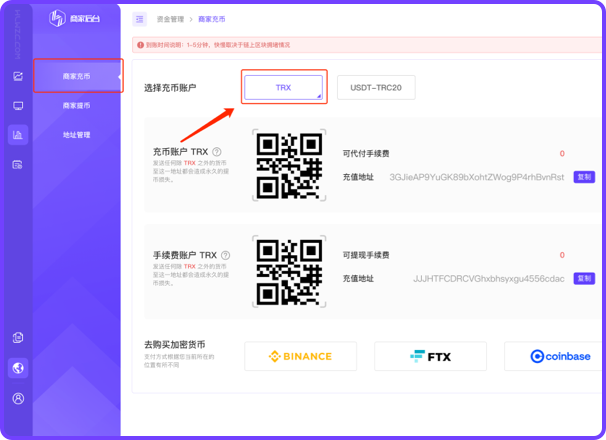 商家后台
资金管理 › 商家充币
到账时间说明：1-5分钟，快慢取决于链上区块拥堵情况
商家充币
商家提币
地址管理
选择充币账户
TRX
USDT-TRC20
充币账户 TRX
发送任何除 TRX 之外的货币
至这一地址都会造成永久的提
币损失。
可代付手续费
0
充值地址
3GJieAP9YuGK89bXohtZWog9P4rhBvnRst
复制
手续费账户 TRX
发送任何除 TRX 之外的货币
至这一地址都会造成永久的提
币损失。
可提现手续费
0
充值地址
JJJHTFCDRCVGhxbhsyxgu4556cdac
复制
去购买加密货币
支付方式根据您当前所在的
位置有所不同
BINANCE
FTX
coinbase